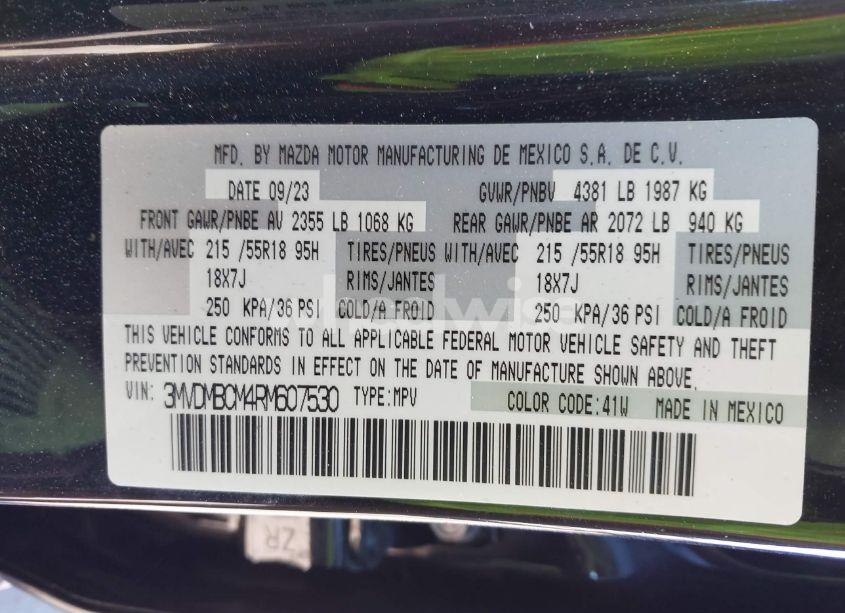 MFD. BY MAZDA MOTOR MANUFACTURING DE MEXICO S.A. DE C.V.
DATE 09/23 GVWR/PNBV 4381 LB 1987 KG
FRONT GAWR/PNBE AV 2355 LB 1068 KG REAR GAWR/PNBE AR 2072 LB 940 KG
WITH/AVEC 215 /55R18 95H TIRES/PNEUS WITH/AVEC 215 /55R18 95H TIRES/PNEUS
18X7J RIMS/JANTES 18X7J RIMS/JANTES
250 KPA/36 PSI COLD/A FROID 250 KPA/36 PSI COLD/A FROID
THIS VEHICLE CONFORMS TO ALL APPLICABLE FEDERAL MOTOR VEHICLE SAFETY AND THEFT
PREVENTION STANDARDS IN EFFECT ON THE DATE OF MANUFACTURE SHOWN ABOVE.
VIN: 3MVDMBCM4RM607530 TYPE:MPV COLOR CODE:41W MADE IN MEXICO
ZR